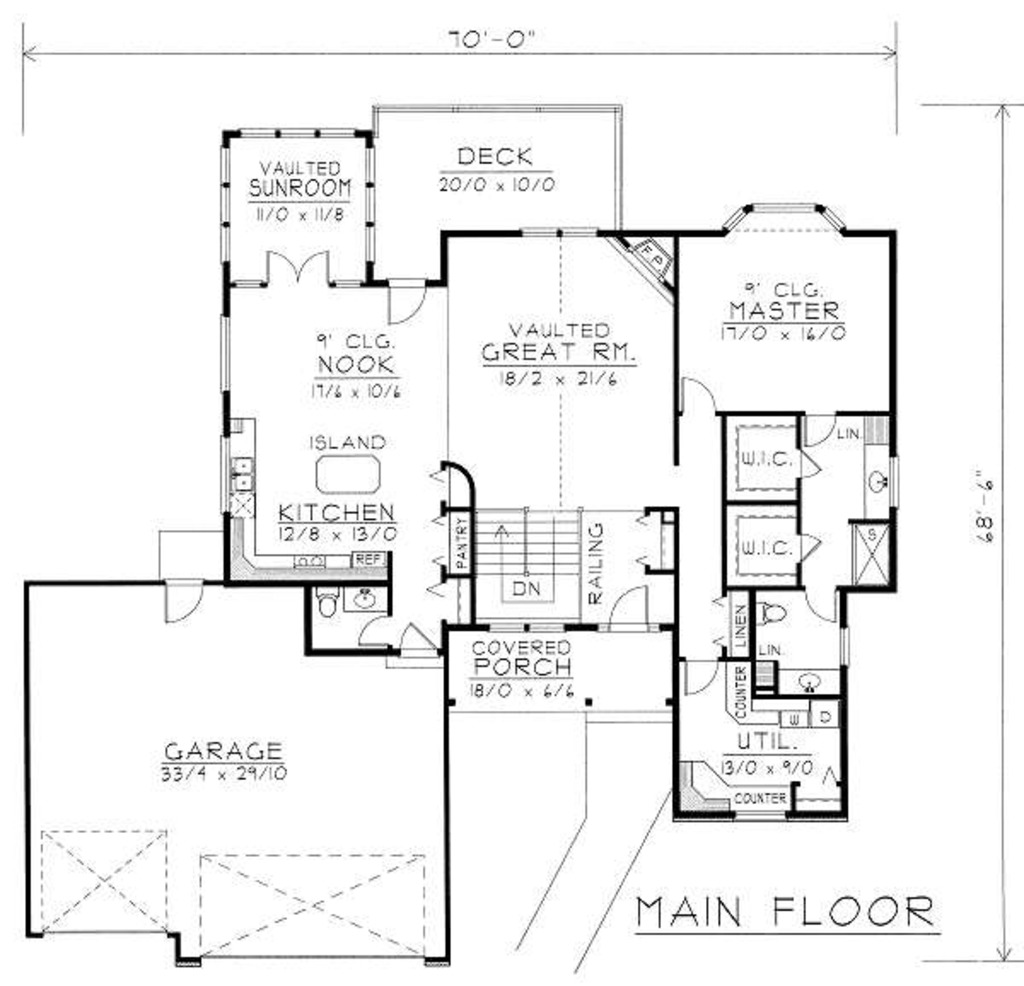 70'-0"
DECK
20/0 x 10/0
VAULTED
SUNROOM
11/0 x 11/8
F.P.
9' CLG.
MASTER
17/0 x 16/0
VAULTED
GREAT RM.
18/2 x 21/6
9' CLG.
NOOK
17/6 x 10/6
LIN.
ISLAND
W.I.C.
68'-6"
KITCHEN
12/8 x 13/0
PANTRY
RAILING
W.I.C.
S
REF.
DN
LINEN
COVERED
PORCH
18/0 x 6/6
LIN.
COUNTER
W
D
UTIL.
13/0 x 9/0
COUNTER
GARAGE
33/4 x 29/10
MAIN FLOOR